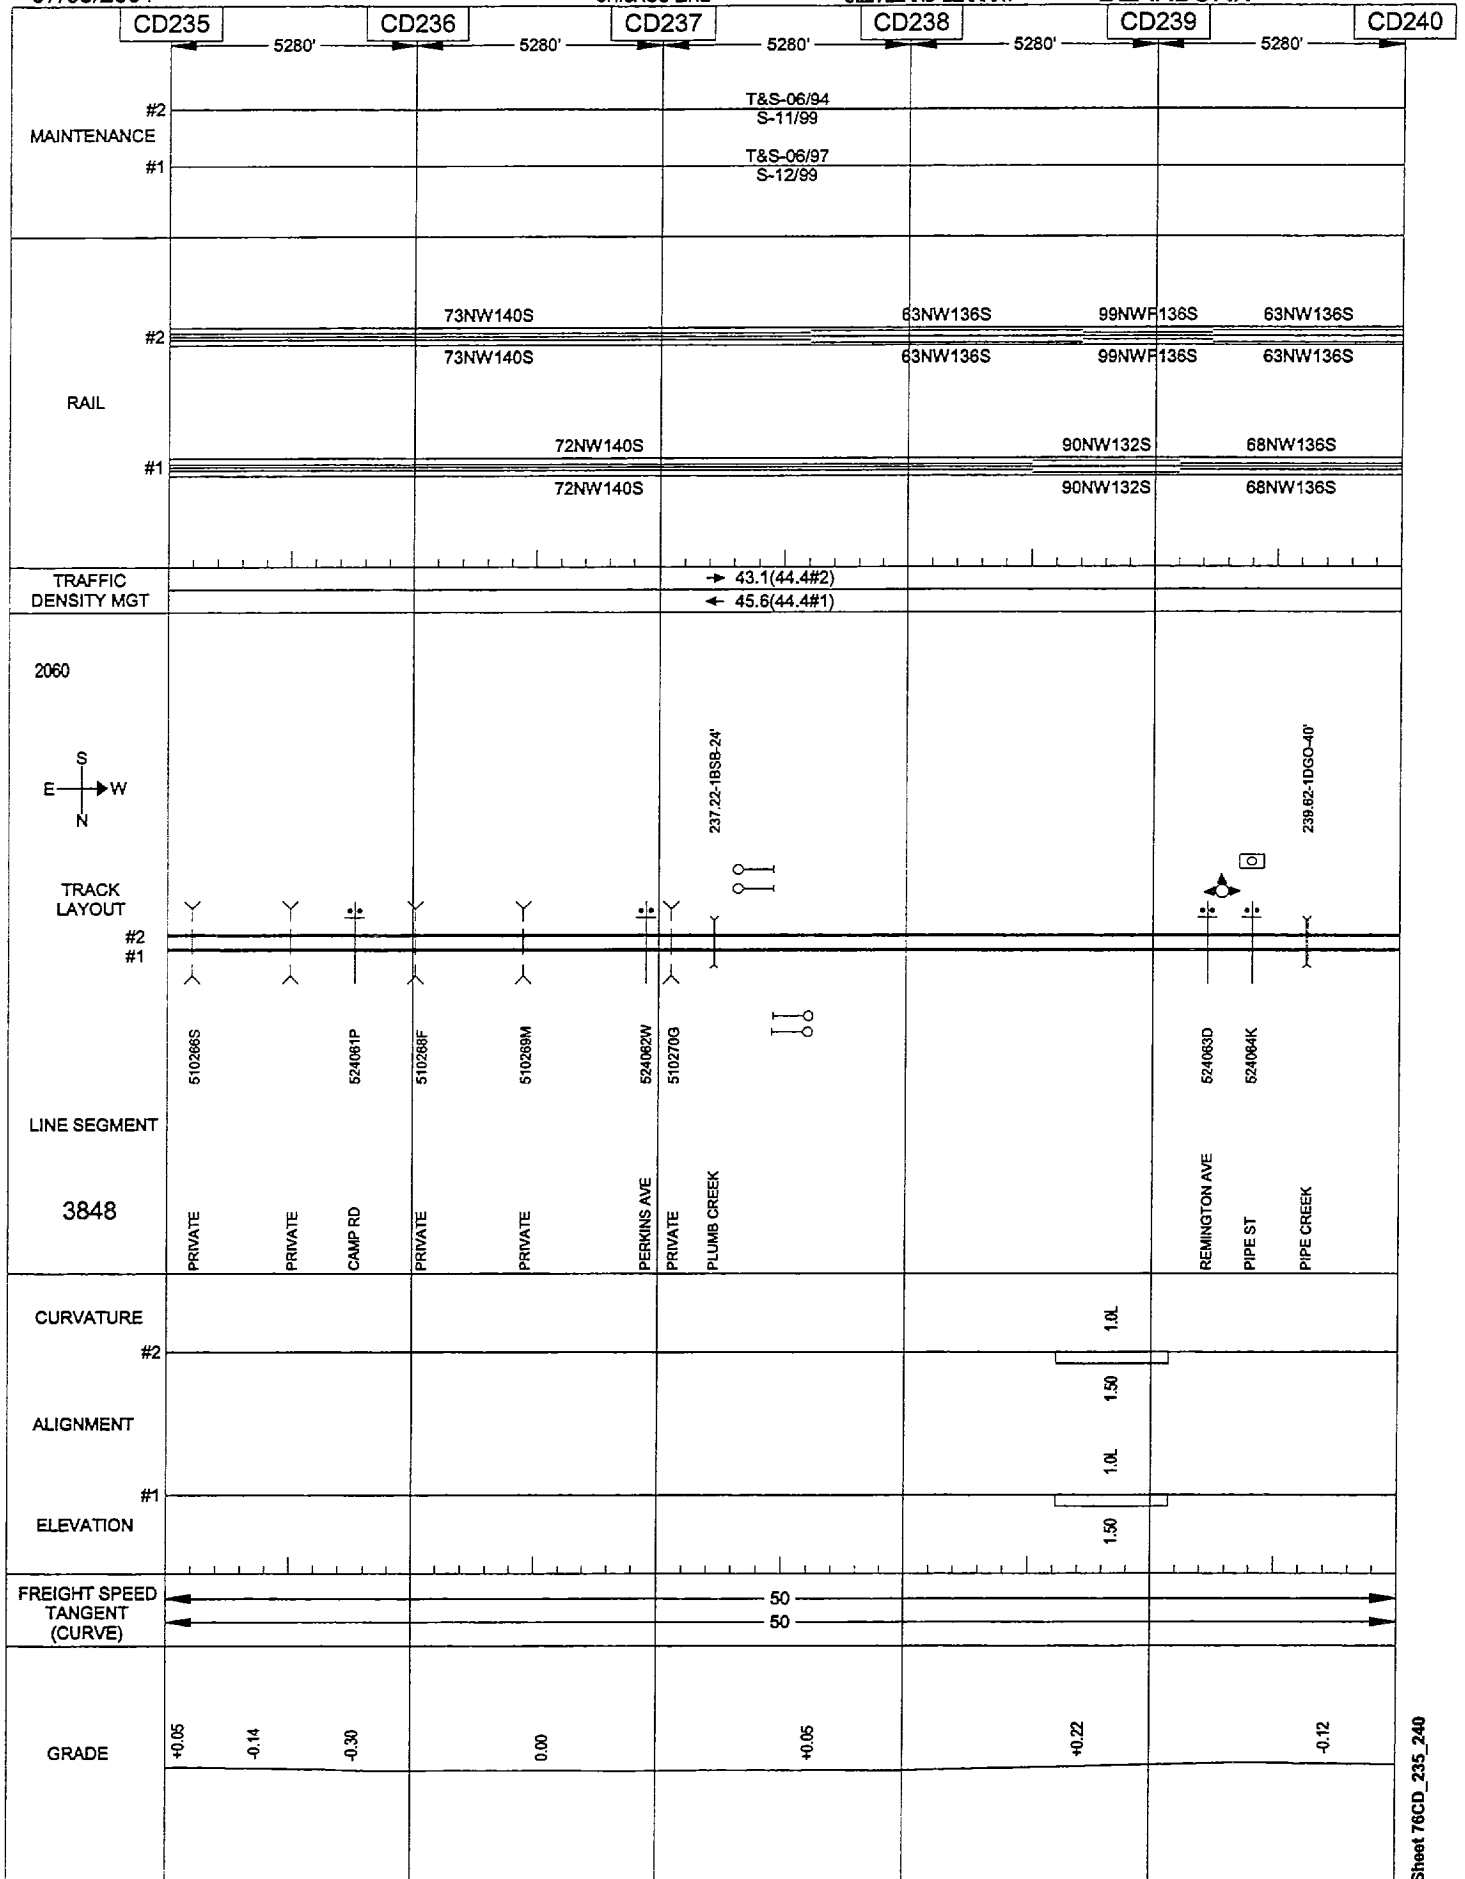 CD235 CD236 CD237 CD238 CD239 CD240
5280' 5280' 5280' 5280' 5280'
MAINTENANCE
#2
T&S-06/94
S-11/99
#1
T&S-06/97
S-12/99
RAIL
73NW140S 63NW136S 99NWF136S 63NW136S
#2
73NW140S 63NW136S 99NWF136S 63NW136S
72NW140S 90NW132S 68NW136S
#1
72NW140S 90NW132S 68NW136S
TRAFFIC
DENSITY MGT
43.1(44.4#2)
45.6(44.4#1)
2060
S
E W
N
237.22-1BSB-24'
239.62-1DGO-40'
TRACK
LAYOUT
#2
#1
510266S
524061P
510268F
510269M
524062W
510270G
524063D
524064K
LINE SEGMENT
3848
PRIVATE
PRIVATE
CAMP RD
PRIVATE
PRIVATE
PERKINS AVE
PRIVATE
PLUMB CREEK
REMINGTON AVE
PIPE ST
PIPE CREEK
CURVATURE
#2
1.0L
1.50
ALIGNMENT
#1
1.0L
1.50
ELEVATION
FREIGHT SPEED
TANGENT
(CURVE)
50
50
GRADE
+0.05
-0.14
-0.30
0.00
+0.05
+0.22
-0.12
Sheet 76CD_235_240